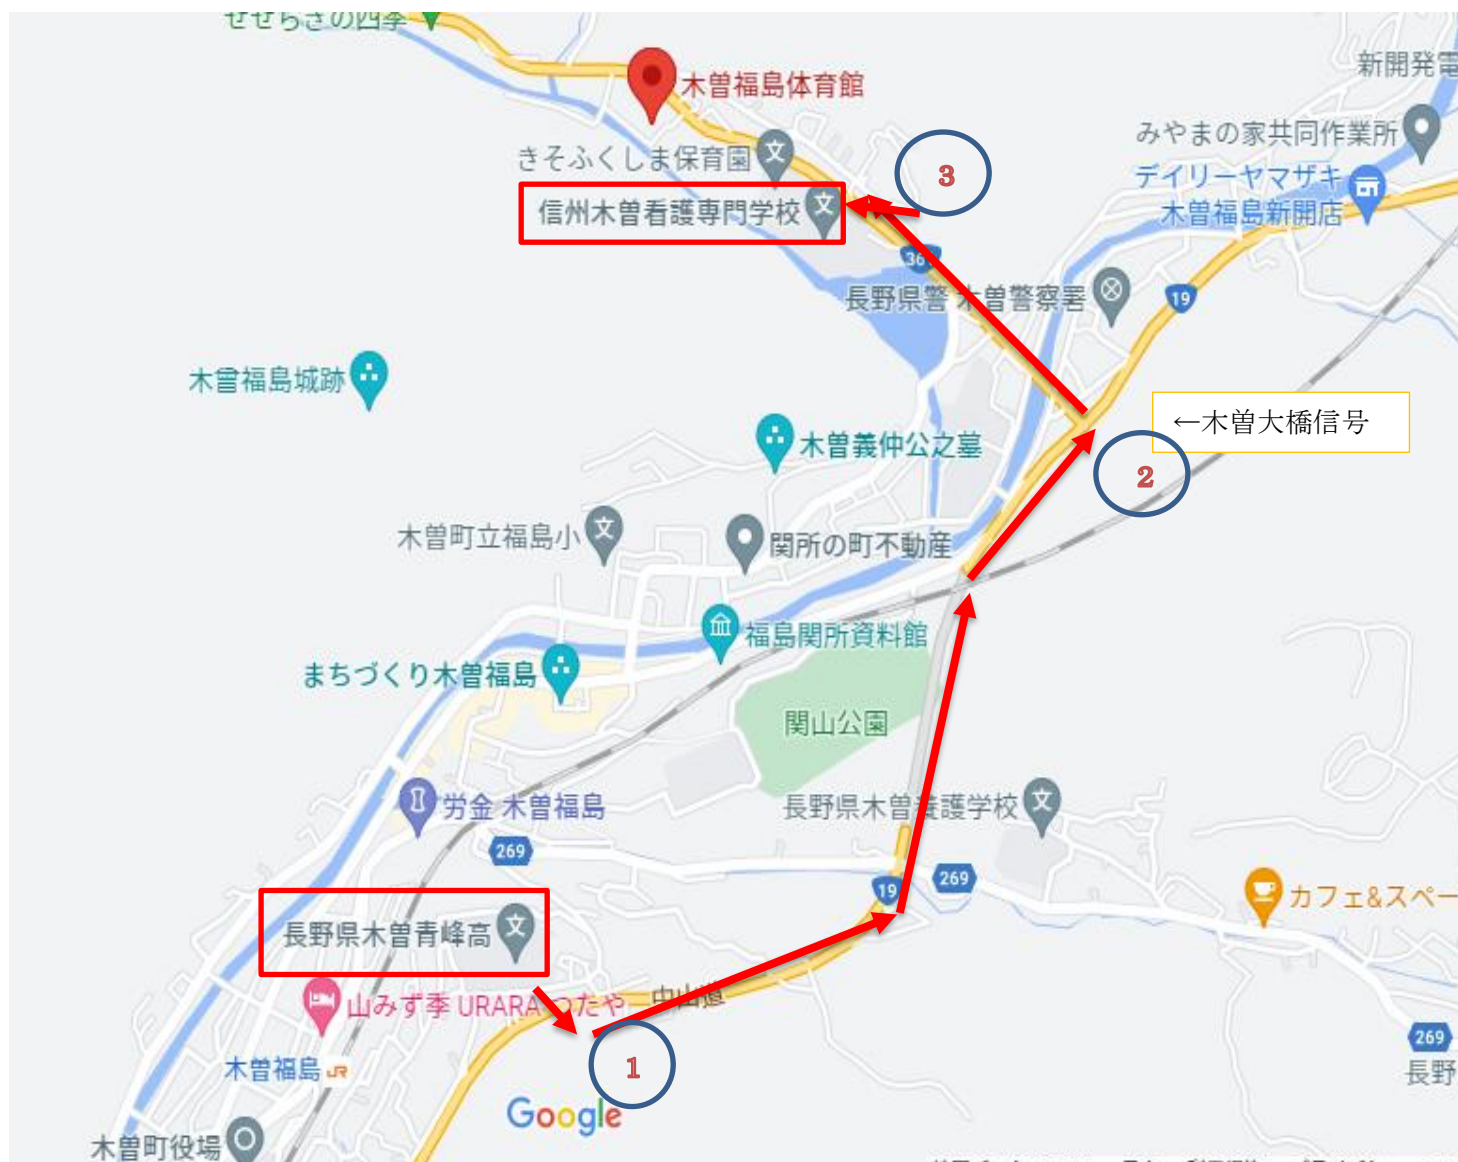 せせらぎの四季
木曽福島体育館
新開発電
みやまの家共同作業所
きそふくしま保育園
3
デイリーヤマザキ
木曽福島新開店
信州木曽看護専門学校
361
長野県警 木曽警察署
19
木曽福島城跡
←木曽大橋信号
木曽義仲公之墓
2
木曽町立福島小
関所の町不動産
福島関所資料館
まちづくり木曽福島
関山公園
労金 木曽福島
長野県木曽養護学校
269
19
269
カフェ&スペー
長野県木曽青峰高
山みず季 URARA つたや
中山道
269
1
木曽福島
JR
長野
Google
木曽町役場